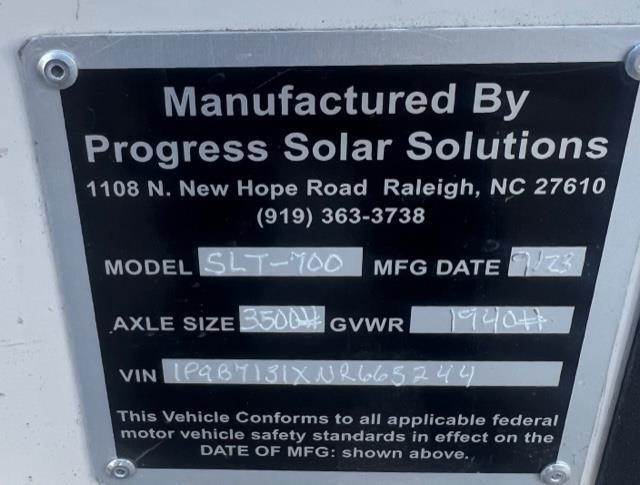 Manufactured By
Progress Solar Solutions
1108 N. New Hope Road Raleigh, NC 27610
(919) 363-3738
MODEL SLT-700 MFG DATE 9/23
AXLE SIZE 3500# GVWR 1940#
VIN 1P9B7131XNR665244
This Vehicle Conforms to all applicable federal
motor vehicle safety standards in effect on the
DATE OF MFG: shown above.